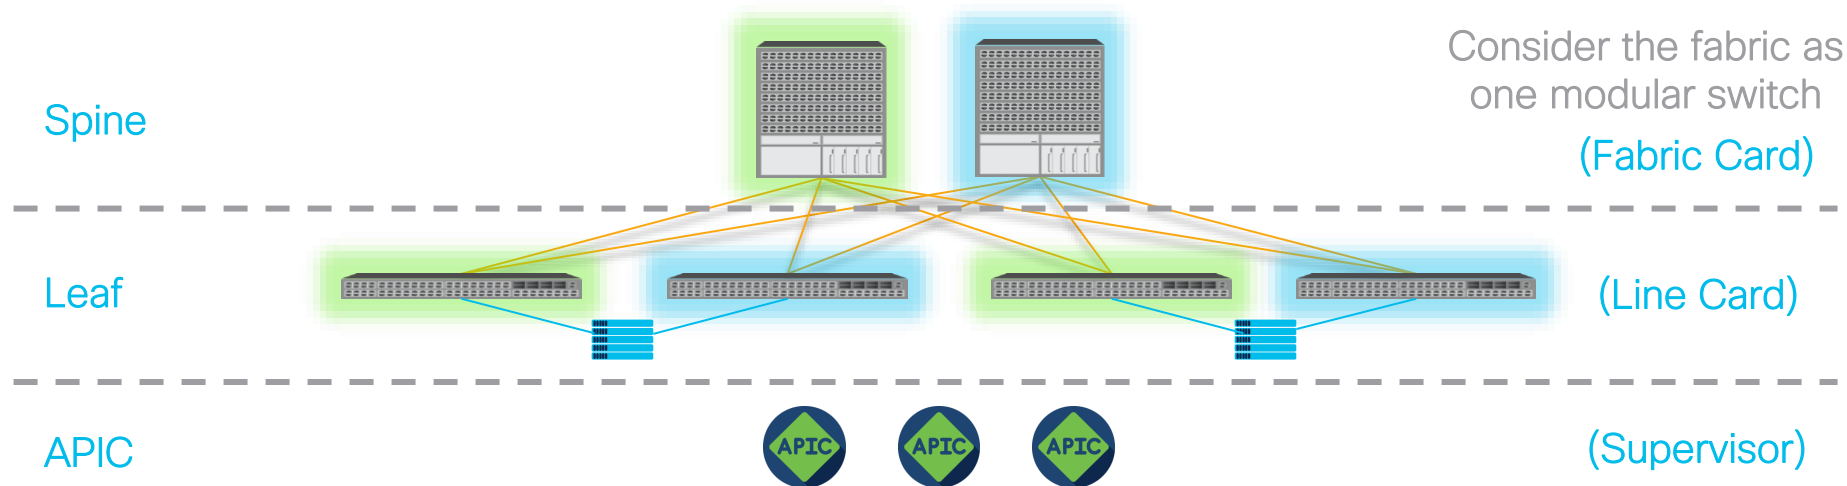 Consider the fabric as
one modular switch
Spine
(Fabric Card)
Leaf
(Line Card)
APIC
APIC
APIC
APIC
(Supervisor)